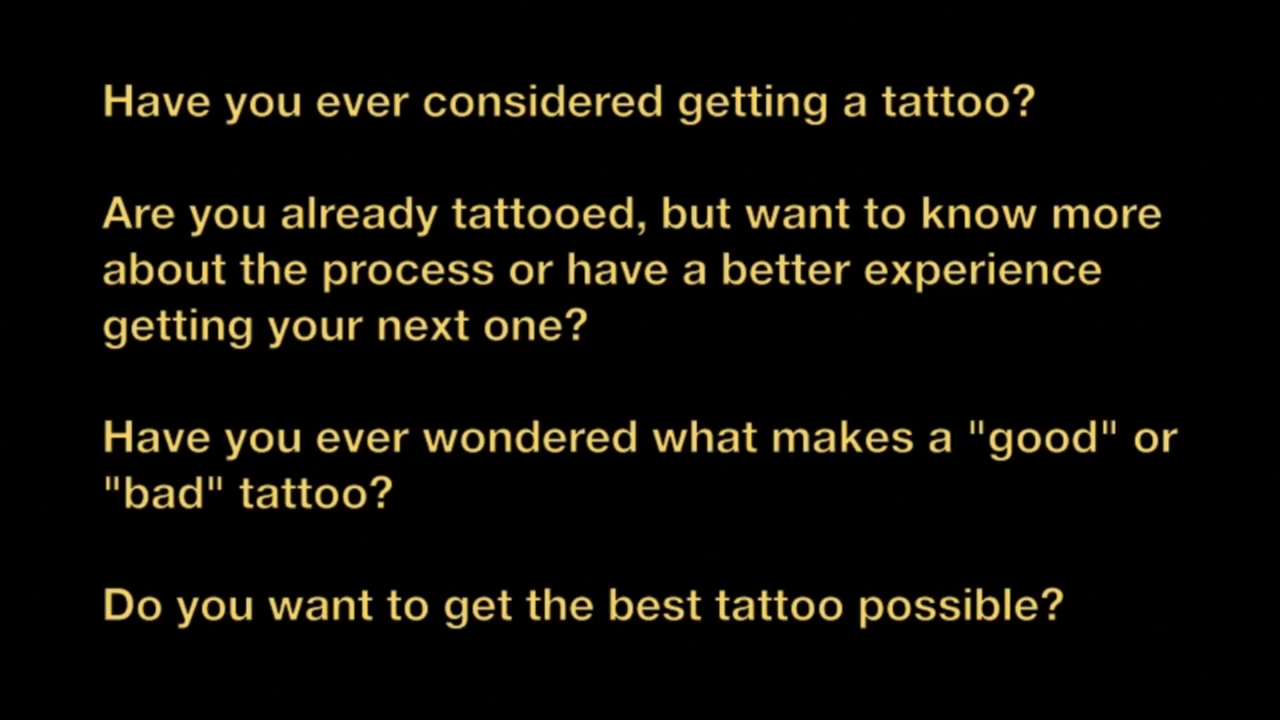 Have you ever considered getting a tattoo?
Are you already tattooed, but want to know more
about the process or have a better experience
getting your next one?
Have you ever wondered what makes a "good" or
"bad" tattoo?
Do you want to get the best tattoo possible?